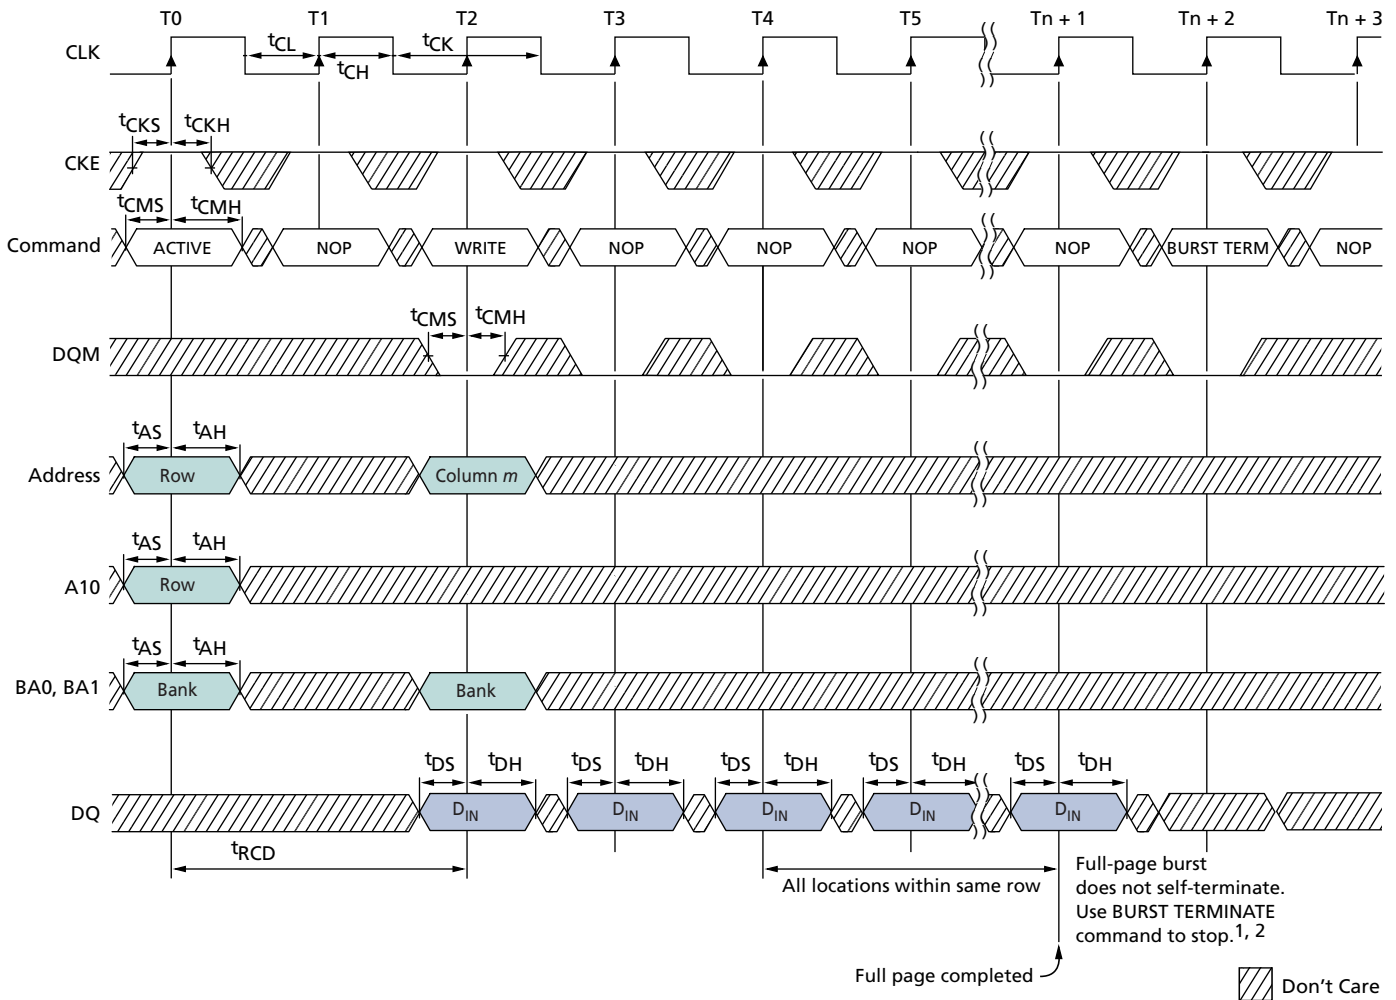 T0 T1 T2 T3 T4 T5 Tn + 1 Tn + 2 Tn + 3
CLK
tCL tCH tCK
tCKS tCKH
CKE
tCMS tCMH
Command ACTIVE NOP WRITE NOP NOP NOP NOP BURST TERM NOP
tCMS tCMH
DQM
tAS tAH
Address Row Column m
tAS tAH
A10 Row
tAS tAH
BA0, BA1 Bank Bank
tDS tDH tDS tDH tDS tDH tDS tDH tDS tDH
DQ DIN DIN DIN DIN DIN
tRCD
All locations within same row
Full-page burst
does not self-terminate.
Use BURST TERMINATE
command to stop.1, 2
Full page completed
Don't Care